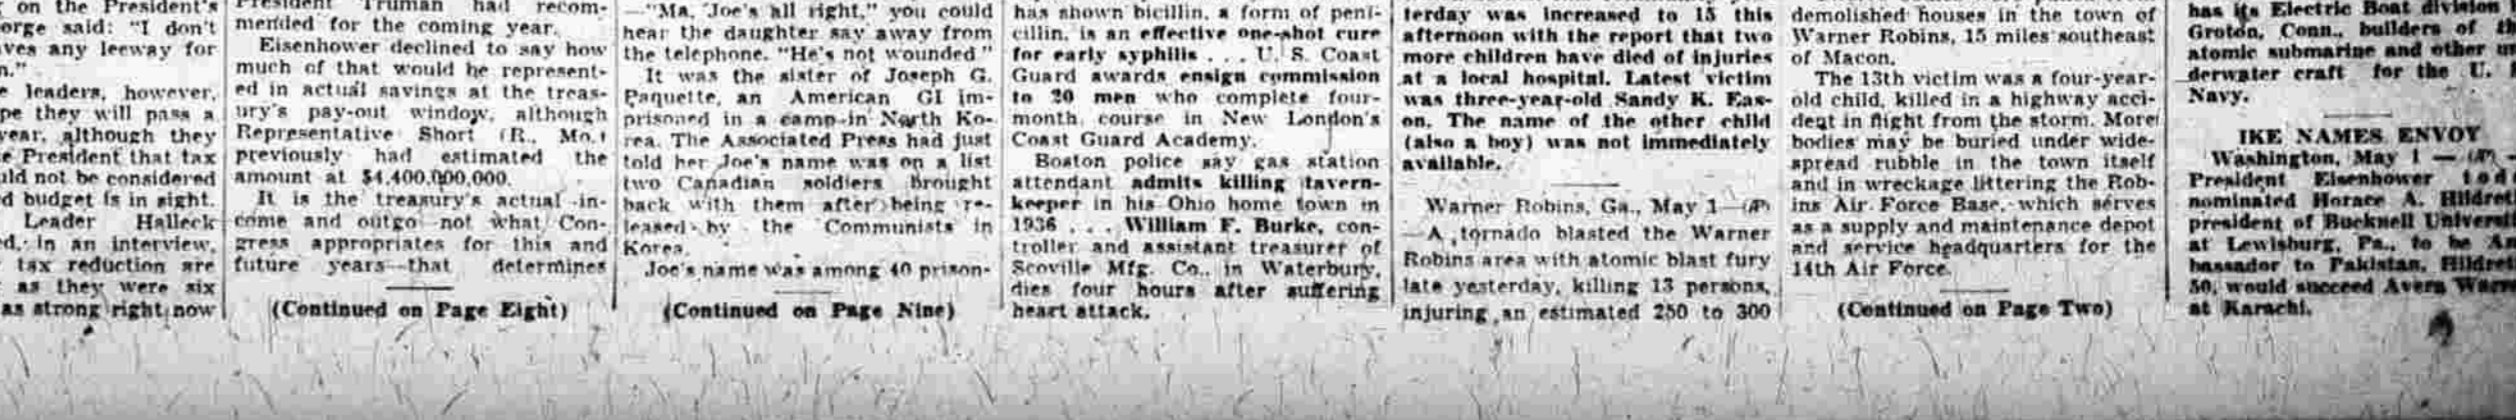 on the President's
orge said: "I don't
ves any leeway for
n."
e leaders, however,
pe they will pass a
year, although they
e President that tax
uld not be considered
d budget is in sight.
Leader Halleck
d, in an interview,
tax reduction are
as they were six
as strong right now
President Truman had recom-
mended for the coming year.
Eisenhower declined to say how
much of that would be represent-
ed in actual savings at the treas-
ury's pay-out window, although
Representative Short (R., Mo.)
previously had estimated the
amount at $4,400,000,000.
It is the treasury's actual in-
come and outgo not what Con-
gress appropriates for this and
future years—that determines
(Continued on Page Eight)
—"Ma, Joe's all right," you could
hear the daughter say away from
the telephone. "He's not wounded"
It was the sister of Joseph G.
Paquette, an American GI im-
prisoned in a camp in North Ko-
rea. The Associated Press had just
told her Joe's name was on a list
two Canadian soldiers brought
back with them after being re-
leased by the Communists in
Korea.
Joe's name was among 40 prison-
(Continued on Page Nine)
has shown bicillin, a form of peni-
cillin, is an effective one-shot cure
for early syphilis . . . U. S. Coast
Guard awards ensign commission
to 20 men who complete four-
month course in New London's
Coast Guard Academy.
Boston police say gas station
attendant admits killing tavern-
keeper in his Ohio home town in
1936 . . . William F. Burke, con-
troller and assistant treasurer of
Scoville Mfg. Co., in Waterbury,
dies four hours after suffering
heart attack.
terday was increased to 15 this
afternoon with the report that two
more children have died of injuries
at a local hospital. Latest victim
was three-year-old Sandy K. Eas-
on. The name of the other child
(also a boy) was not immediately
available.
Warner Robins, Ga., May 1—(AP)
—A tornado blasted the Warner
Robins area with atomic blast fury
late yesterday, killing 13 persons,
injuring an estimated 250 to 300
demolished houses in the town of
Warner Robins, 15 miles southeast
of Macon.
The 13th victim was a four-year-
old child, killed in a highway acci-
dent in flight from the storm. More
bodies may be buried under wide-
spread rubble in the town itself
and in wreckage littering the Rob-
ins Air Force Base, which serves
as a supply and maintenance depot
and service headquarters for the
14th Air Force.
(Continued on Page Two)
has its Electric Boat division
Groton, Conn., builders of th
atomic submarine and other un
derwater craft for the U.
Navy.
IKE NAMES ENVOY
Washington, May 1 — (AP) —
President Eisenhower toda
nominated Horace A. Hildret
president of Bucknell Universi
at Lewisburg, Pa., to be Am
bassador to Pakistan. Hildreth
50, would succeed Avera Warr
at Karachi.